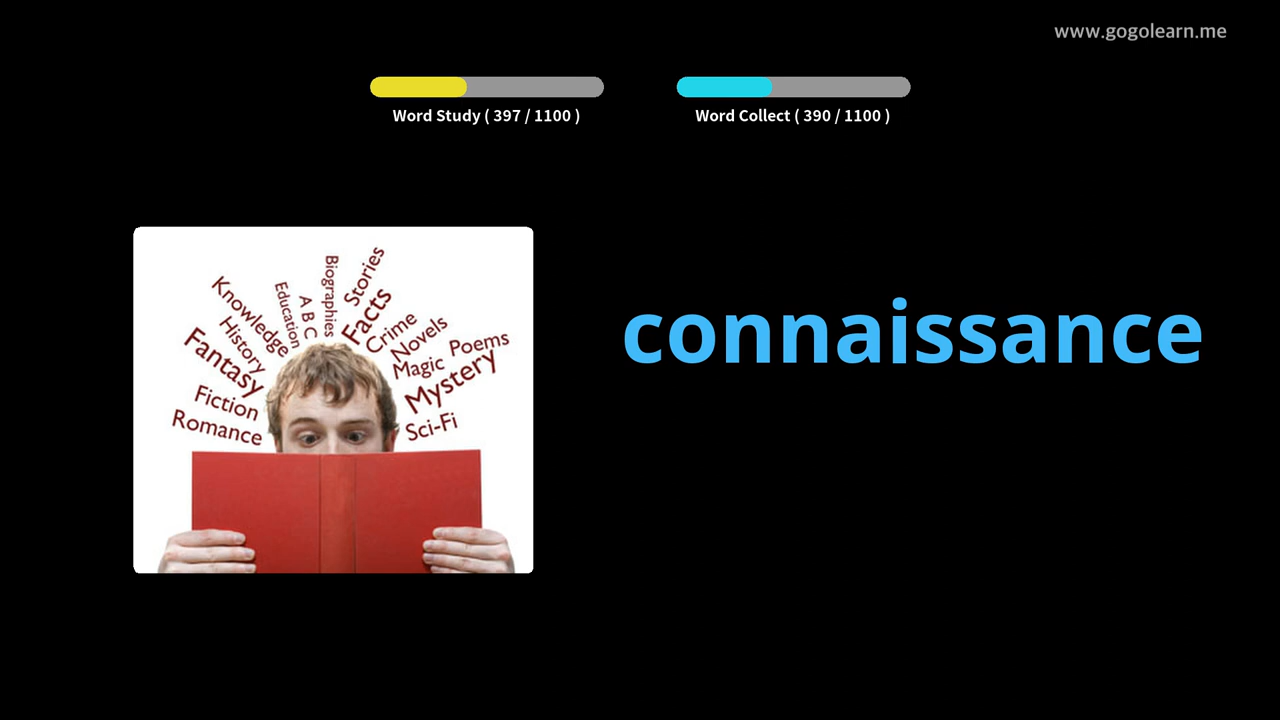 www.gogolearn.me
Word Study ( 397 / 1100 )
Word Collect ( 390 / 1100 )
connaissance
Knowledge
History
Fantasy
Fiction
Romance
Education
A B C
Biographies
Stories
Facts
Crime
Novels
Magic
Poems
Mystery
Sci-Fi